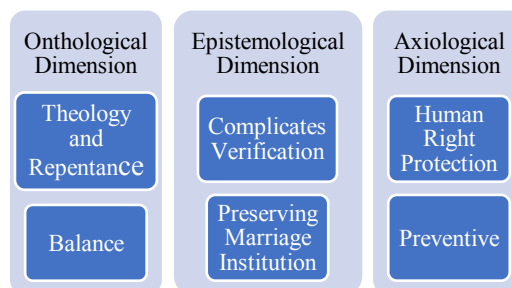 Onthological
Dimension
Theology
and
Repentance
Balance
Epistemological
Dimension
Complicates
Verification
Preserving
Marriage
Institution
Axiological
Dimension
Human
Right
Protection
Preventive